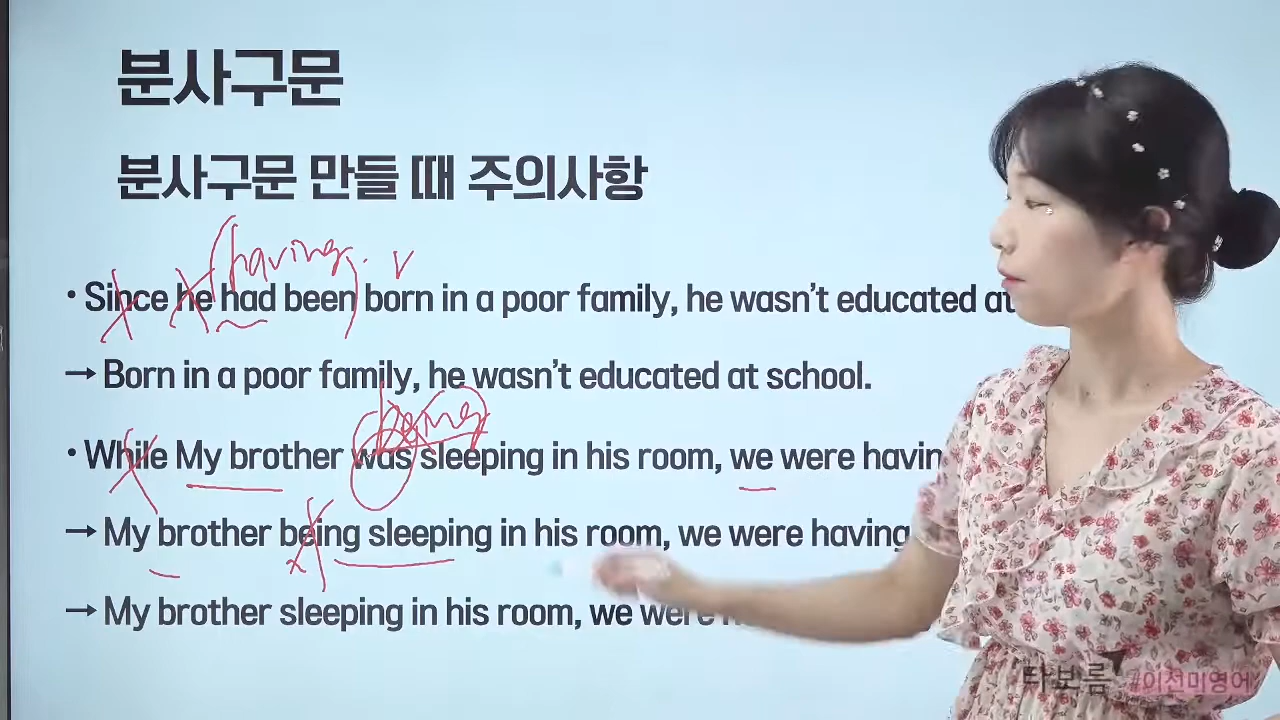 분사구문
분사구문 만들 때 주의사항
having
• Since he had been born in a poor family, he wasn't educated at
→ Born in a poor family, he wasn't educated at school.
being
• While My brother was sleeping in his room, we were havin
→ My brother being sleeping in his room, we were having
→ My brother sleeping in his room, we were
타보름 #이선미영어